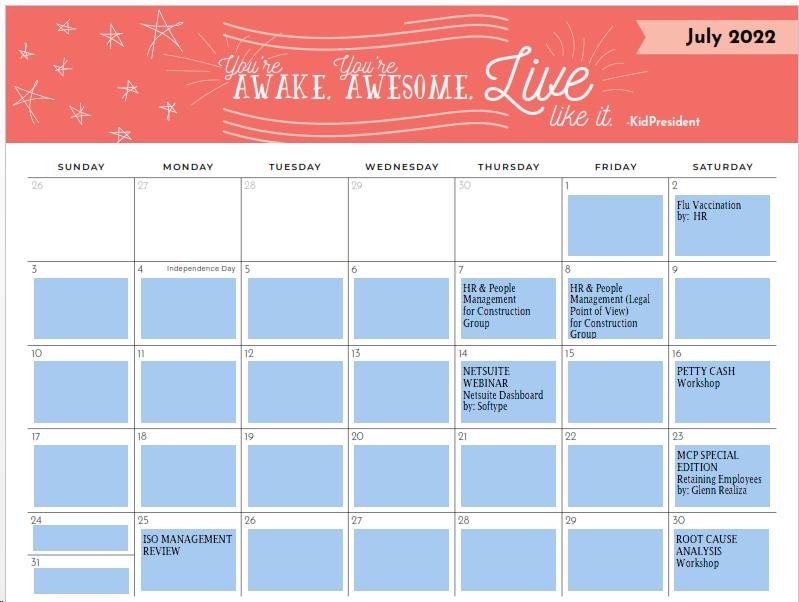 July 2022
You're You're
AWAKE. AWESOME. Live
like it. -KidPresident
SUNDAY MONDAY TUESDAY WEDNESDAY THURSDAY FRIDAY SATURDAY
26 27 28 29 30 1 2
Flu Vaccination
by: HR
3 4 Independence Day 5 6 7 8 9
HR & People
Management
for Construction
Group
HR & People
Management (Legal
Point of View)
for Construction
Group
10 11 12 13 14 15 16
NETSUITE
WEBINAR
Netsuite Dashboard
by: Softype
PETTY CASH
Workshop
17 18 19 20 21 22 23
MCP SPECIAL
EDITION
Retaining Employees
by: Glenn Realiza
24 25 26 27 28 29 30
ISO MANAGEMENT
REVIEW
ROOT CAUSE
ANALYSIS
Workshop
31